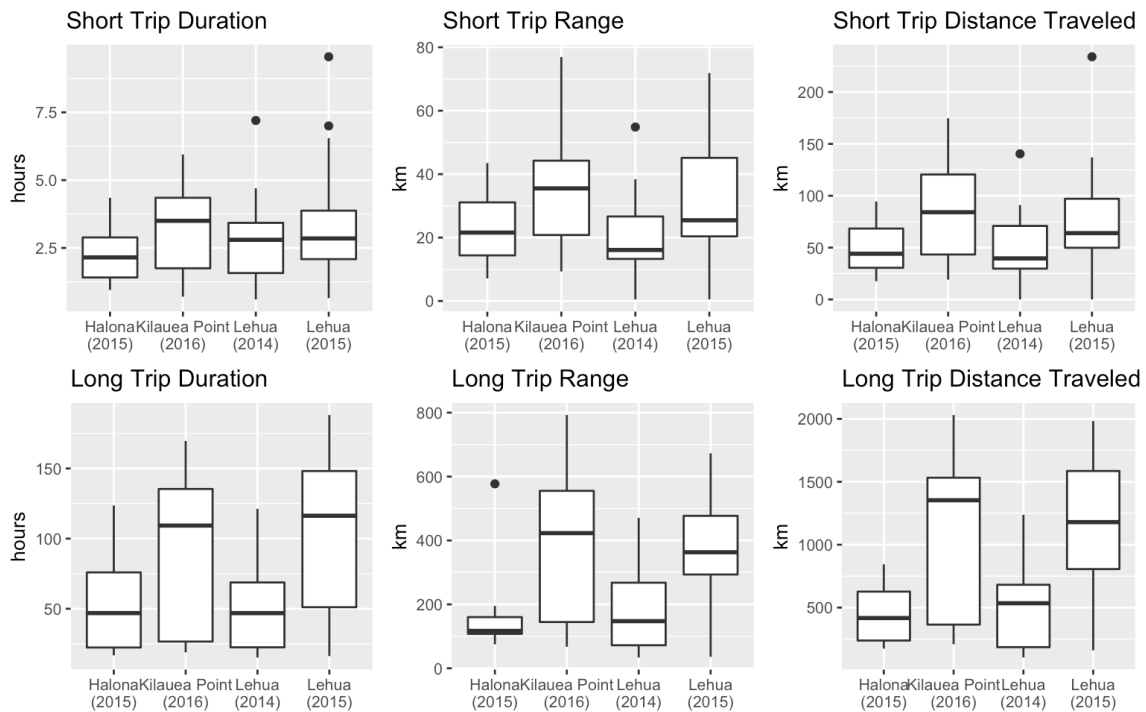 Short Trip Duration
Short Trip Range
Short Trip Distance Traveled
hours
7.5
5.0
2.5
Halona
(2015)
Kilauea Point
(2016)
Lehua
(2014)
Lehua
(2015)
km
80
60
40
20
0
Halona
(2015)
Kilauea Point
(2016)
Lehua
(2014)
Lehua
(2015)
km
200
150
100
50
0
Halona
(2015)
Kilauea Point
(2016)
Lehua
(2014)
Lehua
(2015)
Long Trip Duration
Long Trip Range
Long Trip Distance Traveled
hours
150
100
50
Halona
(2015)
Kilauea Point
(2016)
Lehua
(2014)
Lehua
(2015)
km
800
600
400
200
0
Halona
(2015)
Kilauea Point
(2016)
Lehua
(2014)
Lehua
(2015)
km
2000
1500
1000
500
Halona
(2015)
Kilauea Point
(2016)
Lehua
(2014)
Lehua
(2015)